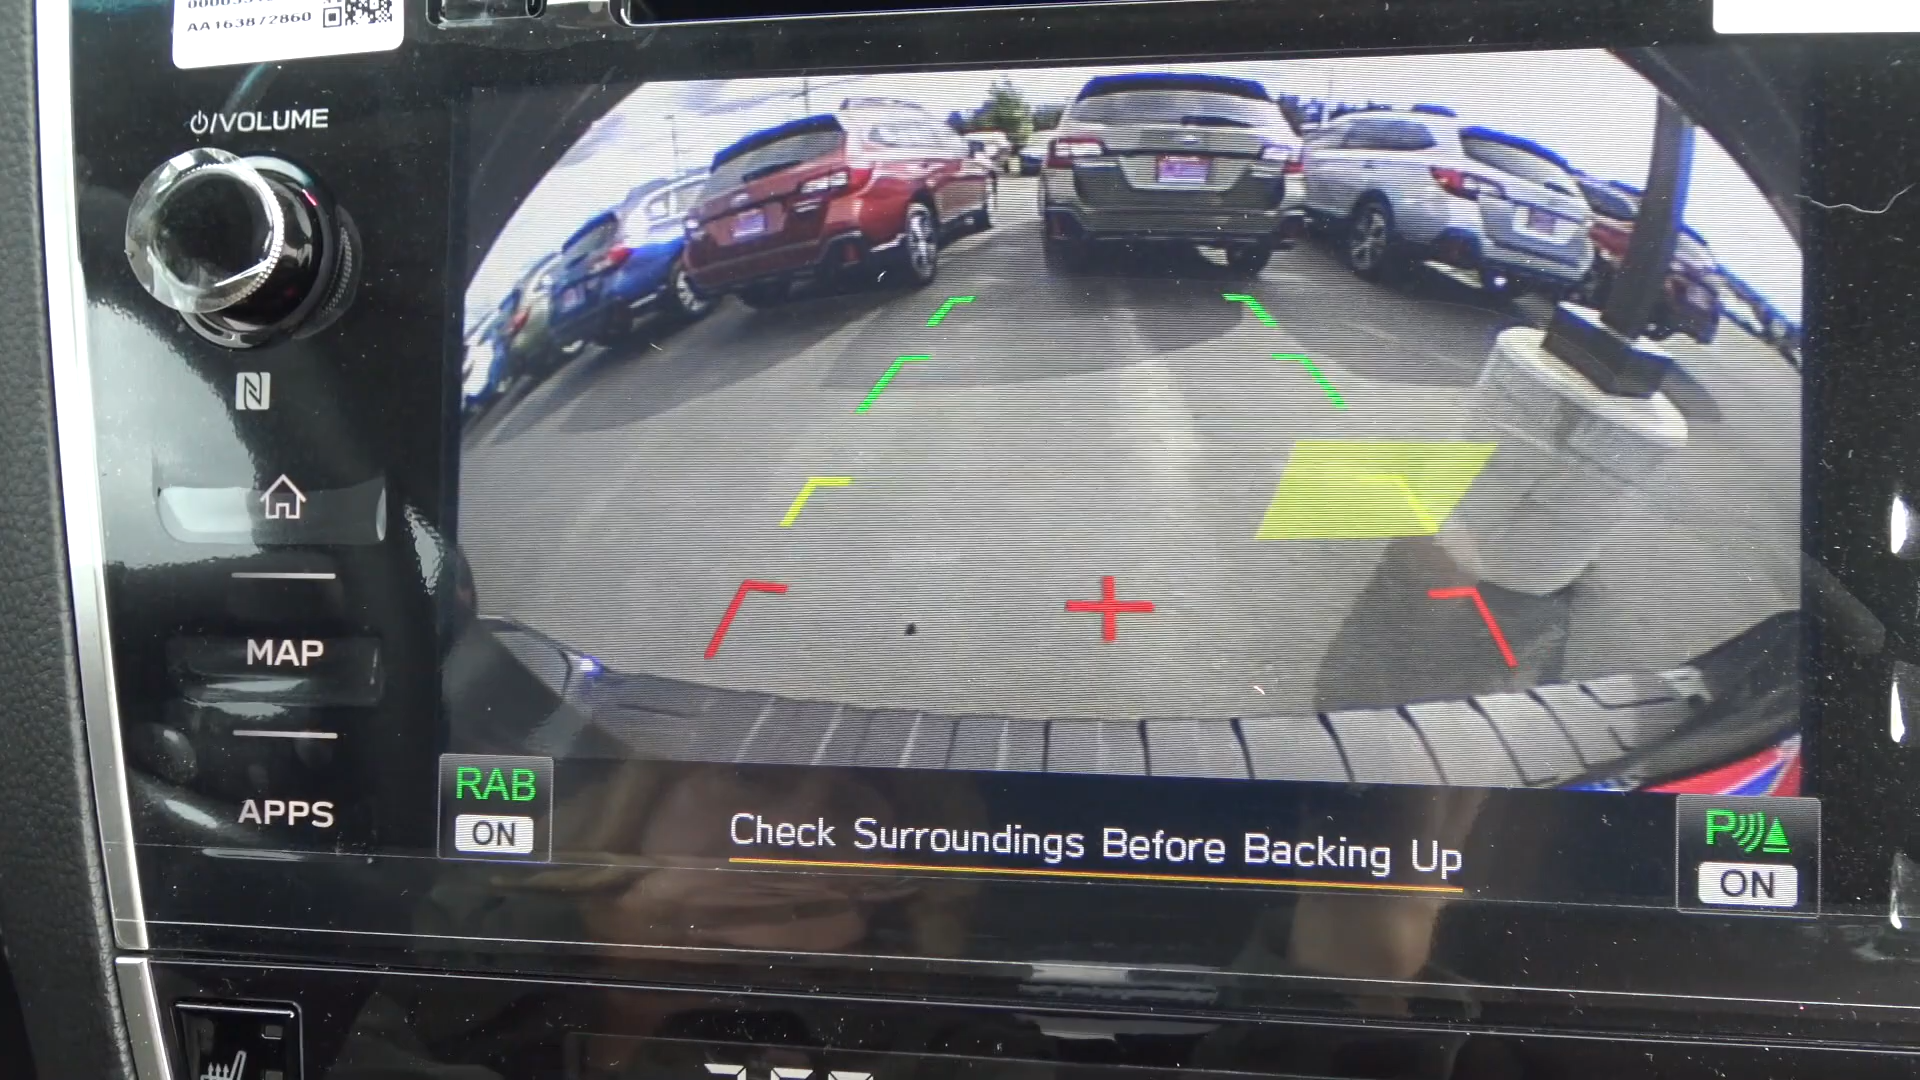 AA163872860
/VOLUME
MAP
APPS
RAB
ON
Check Surroundings Before Backing Up
P
ON